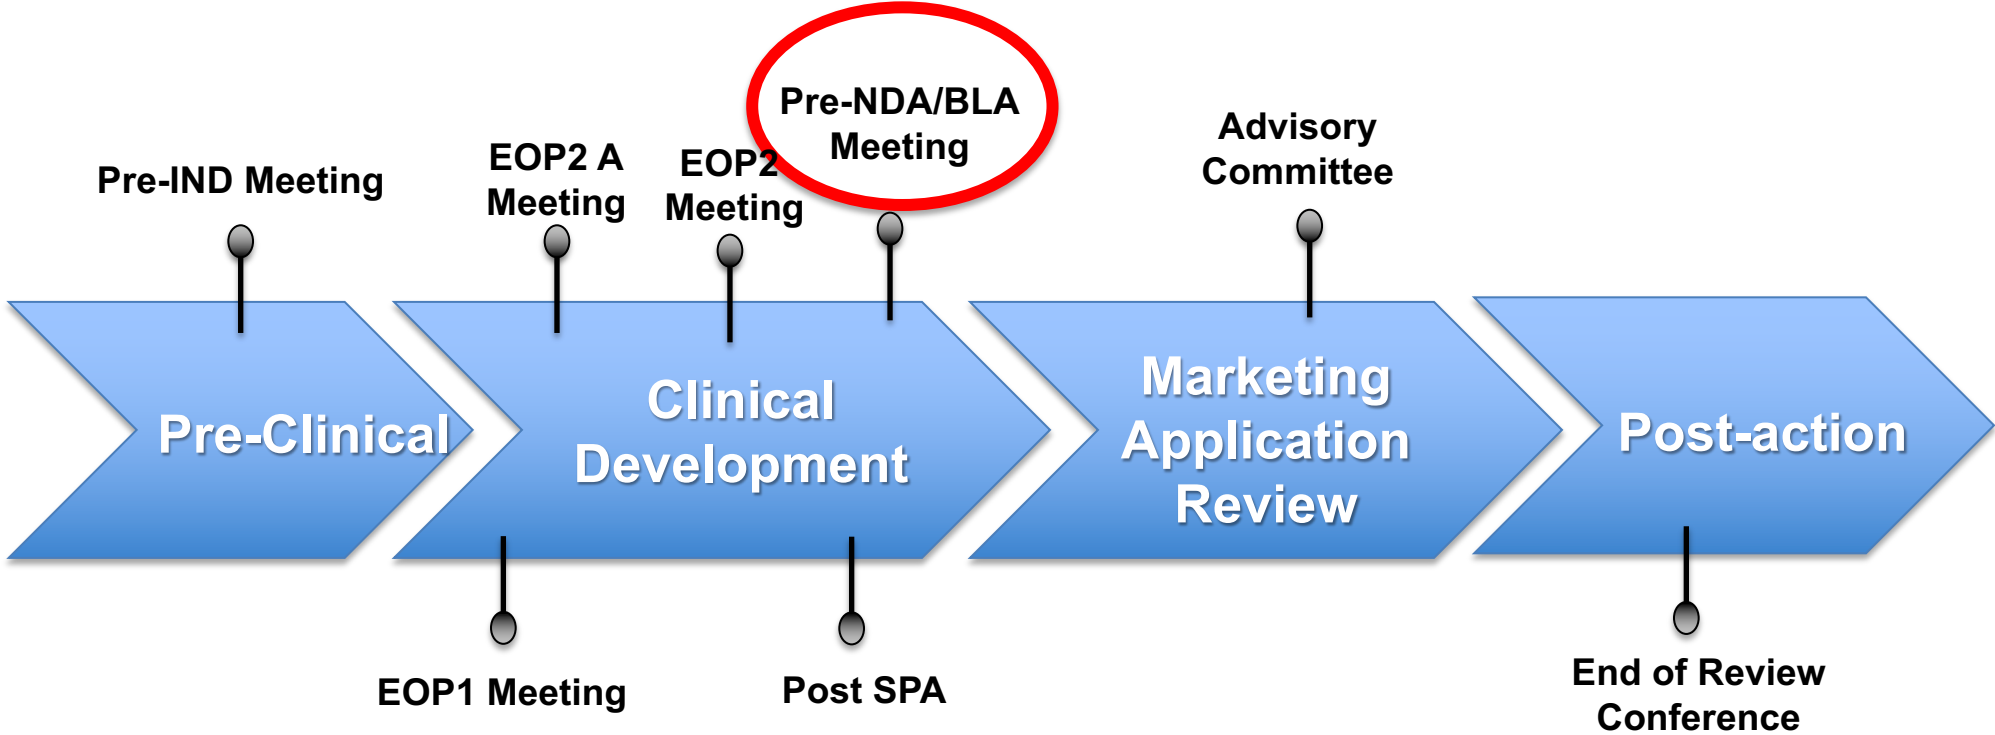 Pre-NDA/BLA
Meeting
Advisory
Committee
EOP2 A
Meeting
EOP2
Meeting
Pre-IND Meeting
Pre-Clinical
Clinical
Development
Marketing
Application
Review
Post-action
EOP1 Meeting
Post SPA
End of Review
Conference